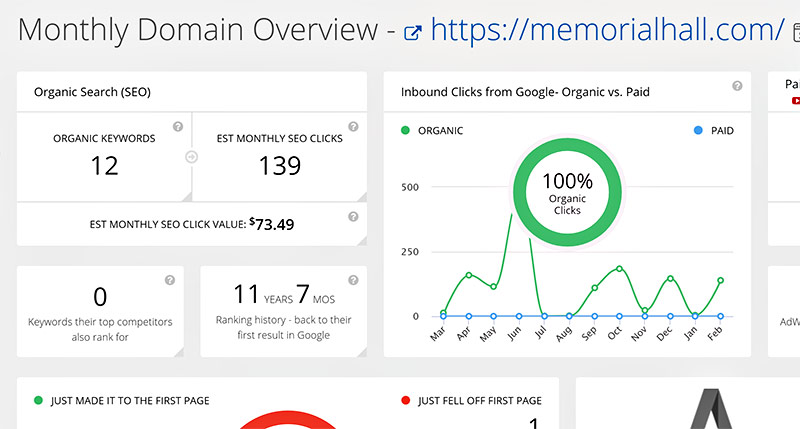 Monthly Domain Overview - https://memorialhall.com/
Organic Search (SEO)
ORGANIC KEYWORDS
12
EST MONTHLY SEO CLICKS
139
EST MONTHLY SEO CLICK VALUE: $73.49
0
Keywords their top competitors
also rank for
11 YEARS 7 MOS
Ranking history - back to their
first result in Google
Inbound Clicks from Google- Organic vs. Paid
ORGANIC
PAID
100%
Organic
Clicks
500
250
0
Mar
Apr
May
Jun
Jul
Aug
Sep
Oct
Nov
Dec
Jan
Feb
Pai
AdW
JUST MADE IT TO THE FIRST PAGE
JUST FELL OFF FIRST PAGE
1